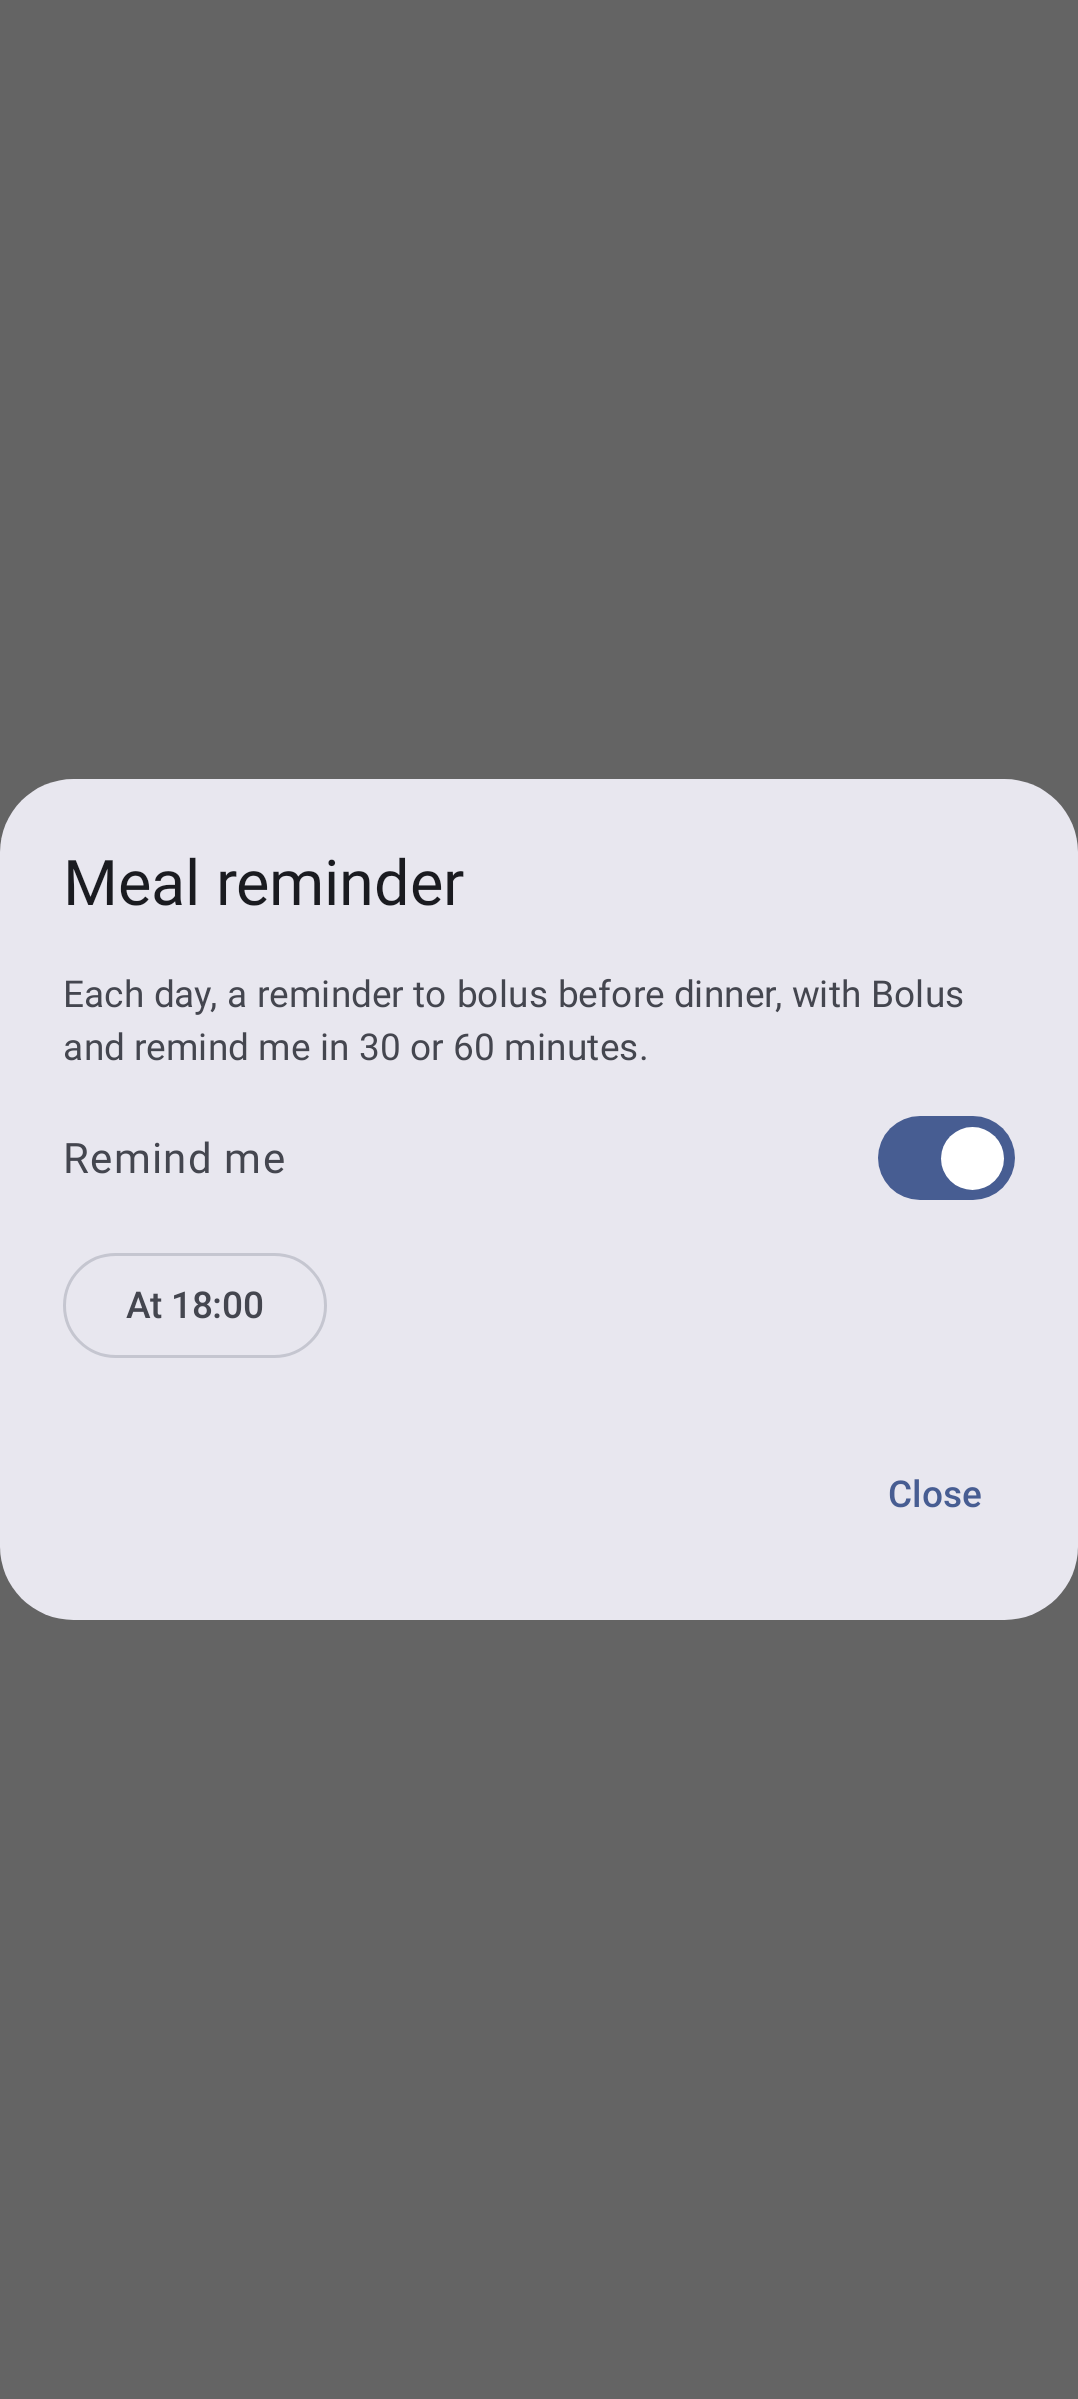 Meal reminder
Each day, a reminder to bolus before dinner, with Bolus
and remind me in 30 or 60 minutes.
Remind me
At 18:00
Close